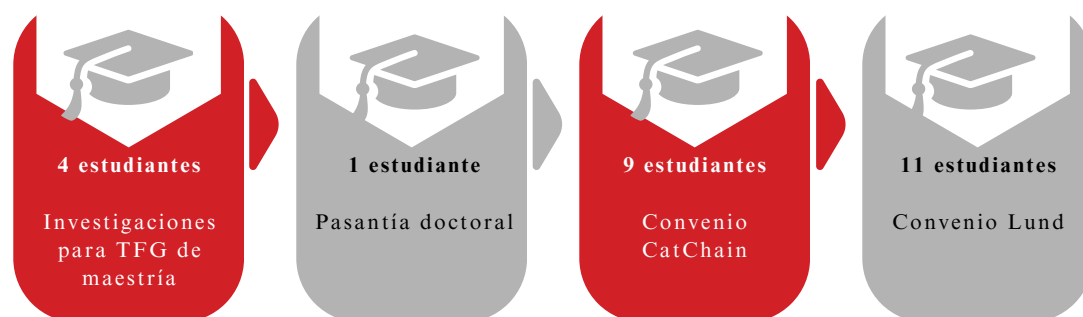 4 estudiantes
Investigaciones
para TFG de
maestría
1 estudiante
Pasantía doctoral
9 estudiantes
Convenio
CatChain
11 estudiantes
Convenio Lund